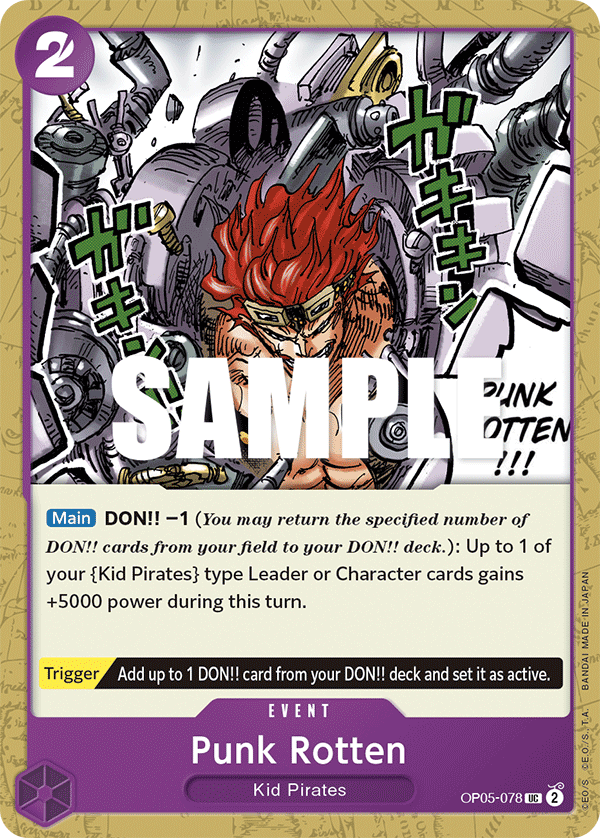 2
ガキキン
ガキン
SAMPLE
PUNK
ROTTEN
!!!
Main DON!! −1 (You may return the specified number of
DON!! cards from your field to your DON!! deck.): Up to 1 of
your {Kid Pirates} type Leader or Character cards gains
+5000 power during this turn.
Trigger Add up to 1 DON!! card from your DON!! deck and set it as active.
EVENT
Punk Rotten
Kid Pirates
OP05-078 UC 2
©E.O/S. ©E.O./S.,T.A. BANDAI MADE IN JAPAN